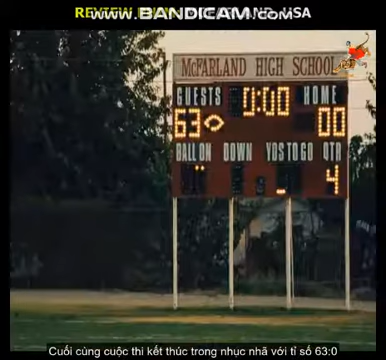 www.BANDICAM.com
McFARLAND HIGH SCHOOL
GUESTS 0:00 HOME
63 00
BALL ON DOWN YDS TO GO QTR
4
Cuối cùng cuộc thi kết thúc trong nhục nhã với tỉ số 63:0